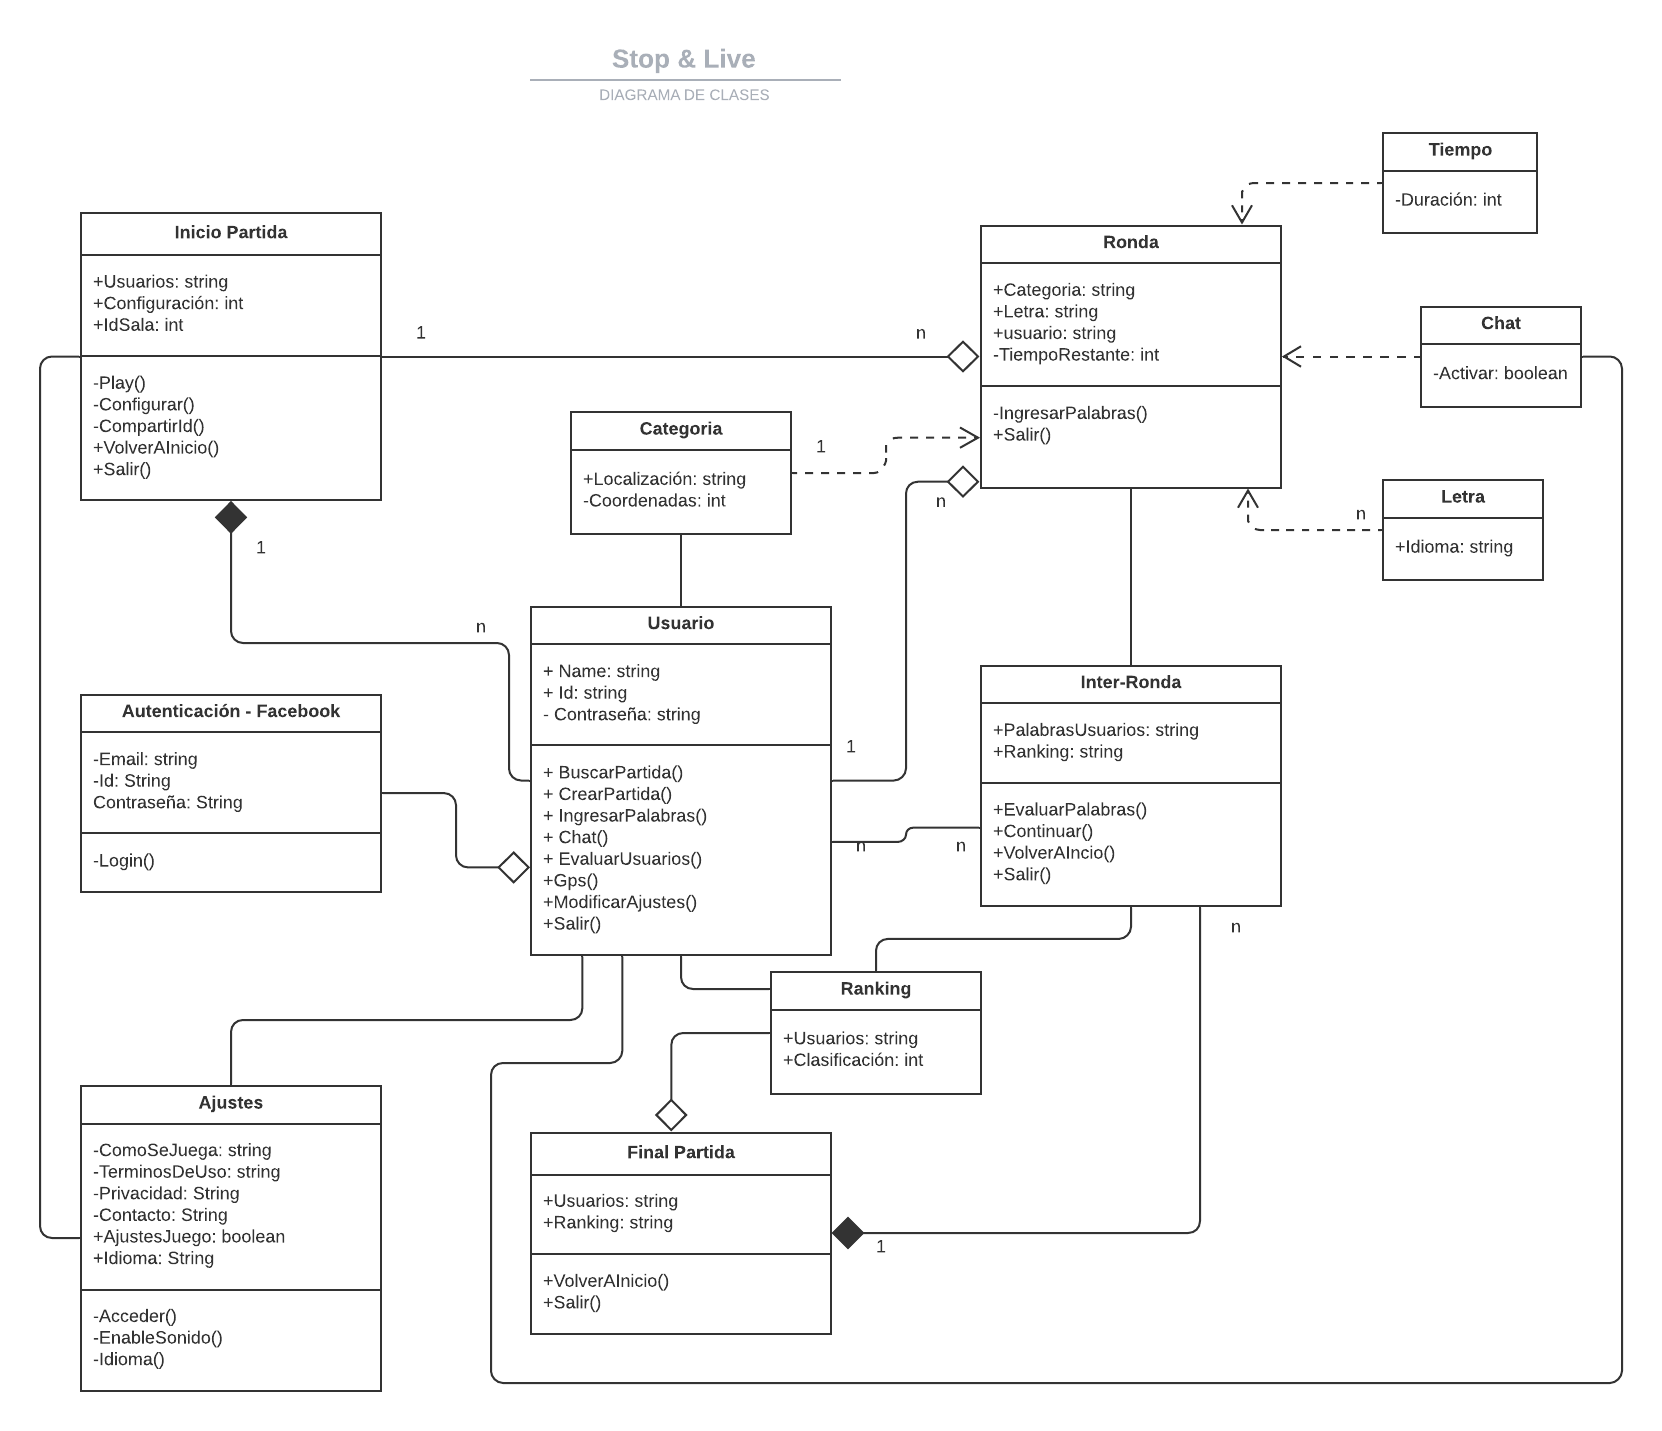 Stop & Live
DIAGRAMA DE CLASES
Tiempo
-Duración: int
Inicio Partida
+Usuarios: string
+Configuración: int
+IdSala: int
-Play()
-Configurar()
-CompartirId()
+VolverAInicio()
+Salir()
1
n
Ronda
+Categoria: string
+Letra: string
+usuario: string
-TiempoRestante: int
-IngresarPalabras()
+Salir()
Chat
-Activar: boolean
Categoria
+Localización: string
-Coordenadas: int
1
n
Letra
+Idioma: string
n
1
n
Usuario
+ Name: string
+ Id: string
- Contraseña: string
+ BuscarPartida()
+ CrearPartida()
+ IngresarPalabras()
+ Chat()
+ EvaluarUsuarios()
+Gps()
+ModificarAjustes()
+Salir()
1
n
n
Autenticación - Facebook
-Email: string
-Id: String
Contraseña: String
-Login()
Inter-Ronda
+PalabrasUsuarios: string
+Ranking: string
+EvaluarPalabras()
+Continuar()
+VolverAIncio()
+Salir()
n
Ranking
+Usuarios: string
+Clasificación: int
Ajustes
-ComoSeJuega: string
-TerminosDeUso: string
-Privacidad: String
-Contacto: String
+AjustesJuego: boolean
+Idioma: String
-Acceder()
-EnableSonido()
-Idioma()
Final Partida
+Usuarios: string
+Ranking: string
+VolverAInicio()
+Salir()
1